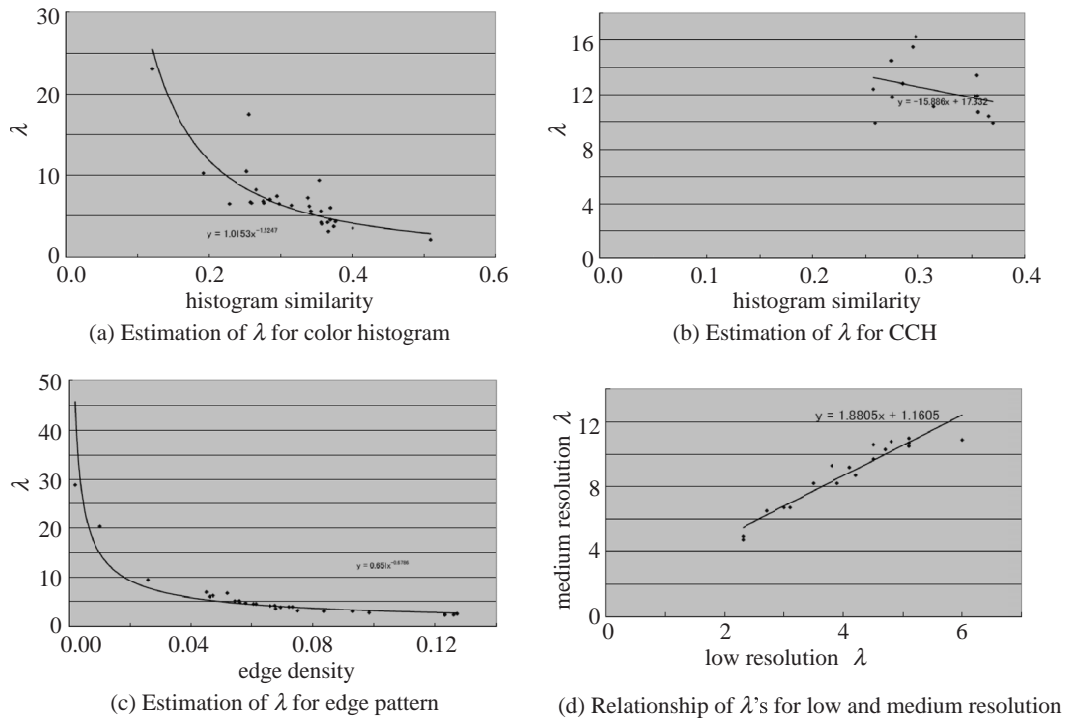 30
20
10
0
λ
0.0 0.2 0.4 0.6
y = 1.0153x^-1.1247
histogram similarity
(a) Estimation of λ for color histogram
16
12
8
4
0
λ
0.0 0.1 0.2 0.3 0.4
y = -15.886x + 17.332
histogram similarity
(b) Estimation of λ for CCH
50
40
30
20
10
0
λ
0.00 0.04 0.08 0.12
edge density
(c) Estimation of λ for edge pattern
12
8
4
0
medium resolution λ
0 2 4 6
y = 1.8805x + 1.1605
low resolution λ
(d) Relationship of λ's for low and medium resolution